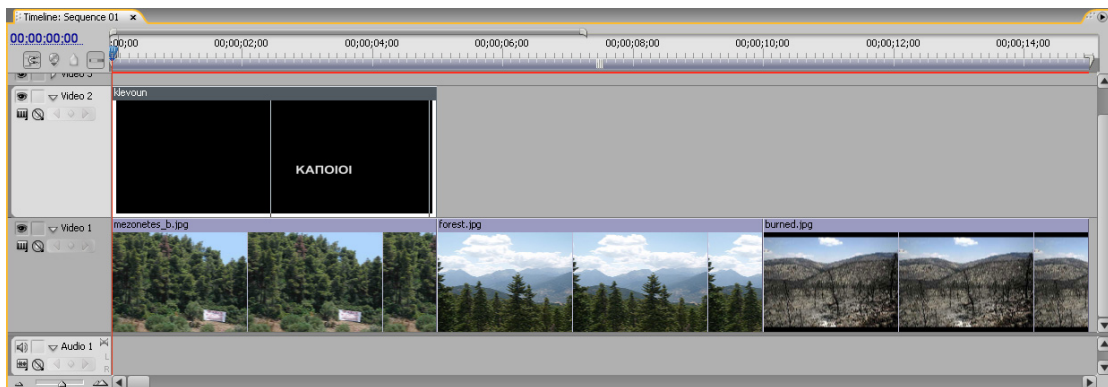 Timeline: Sequence 01 ×
00;00;00;00
;00;00 00;00;02;00 00;00;04;00 00;00;06;00 00;00;08;00 00;00;10;00 00;00;12;00 00;00;14;00
Video 3
Video 2
klevoun
ΚΑΠΟΙΟΙ
Video 1
mezonetes_b.jpg forest.jpg burned.jpg
Audio 1
L
R